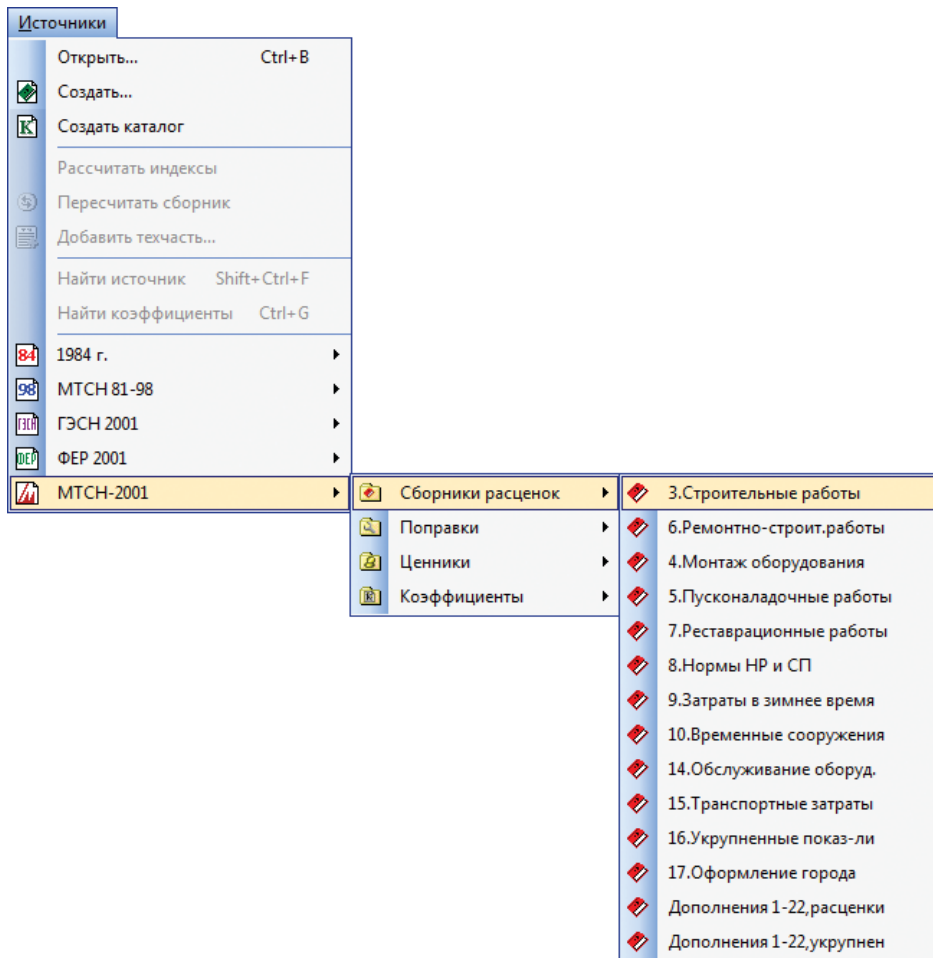 Источники
Открыть... Ctrl+B
Создать...
K Создать каталог
Рассчитать индексы
Пересчитать сборник
Добавить техчасть...
Найти источник Shift+Ctrl+F
Найти коэффициенты Ctrl+G
84 1984 г.
98 МТСН 81-98
ГЭСН ГЭСН 2001
ФЕР ФЕР 2001
МТСН-2001
Сборники расценок
Поправки
Ценники
K Коэффициенты
3.Строительные работы
6.Ремонтно-строит.работы
4.Монтаж оборудования
5.Пусконаладочные работы
7.Реставрационные работы
8.Нормы НР и СП
9.Затраты в зимнее время
10.Временные сооружения
14.Обслуживание оборуд.
15.Транспортные затраты
16.Укрупненные показ-ли
17.Оформление города
Дополнения 1-22,расценки
Дополнения 1-22,укрупнен